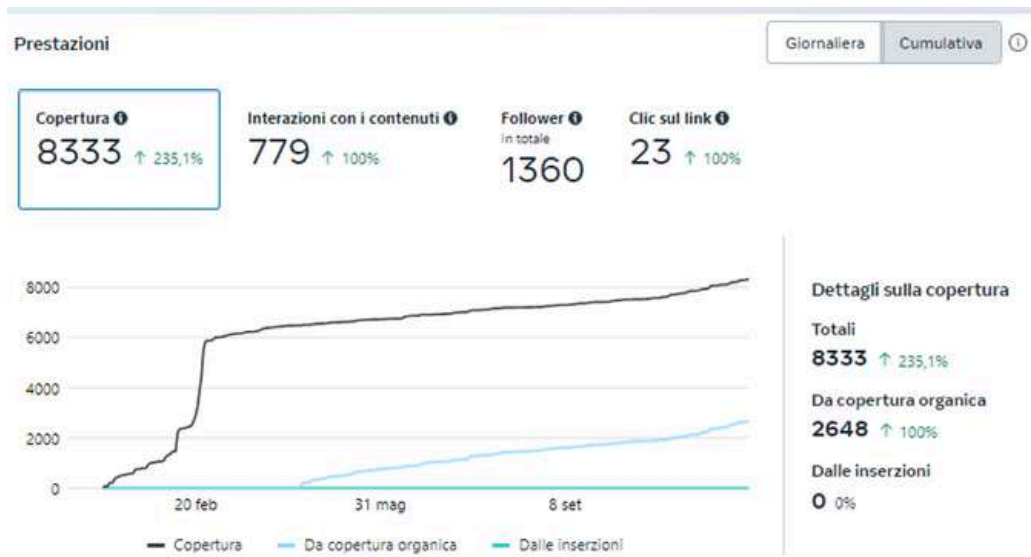 Prestazioni
Giornaliera
Cumulativa
Copertura
8333 ↑ 235,1%
Interazioni con i contenuti
779 ↑ 100%
Follower
In totale
1360
Clic sul link
23 ↑ 100%
8000
6000
4000
2000
0
20 feb
31 mag
8 set
Copertura
Da copertura organica
Dalle inserzioni
Dettagli sulla copertura
Totali
8333 ↑ 235,1%
Da copertura organica
2648 ↑ 100%
Dalle inserzioni
0 0%